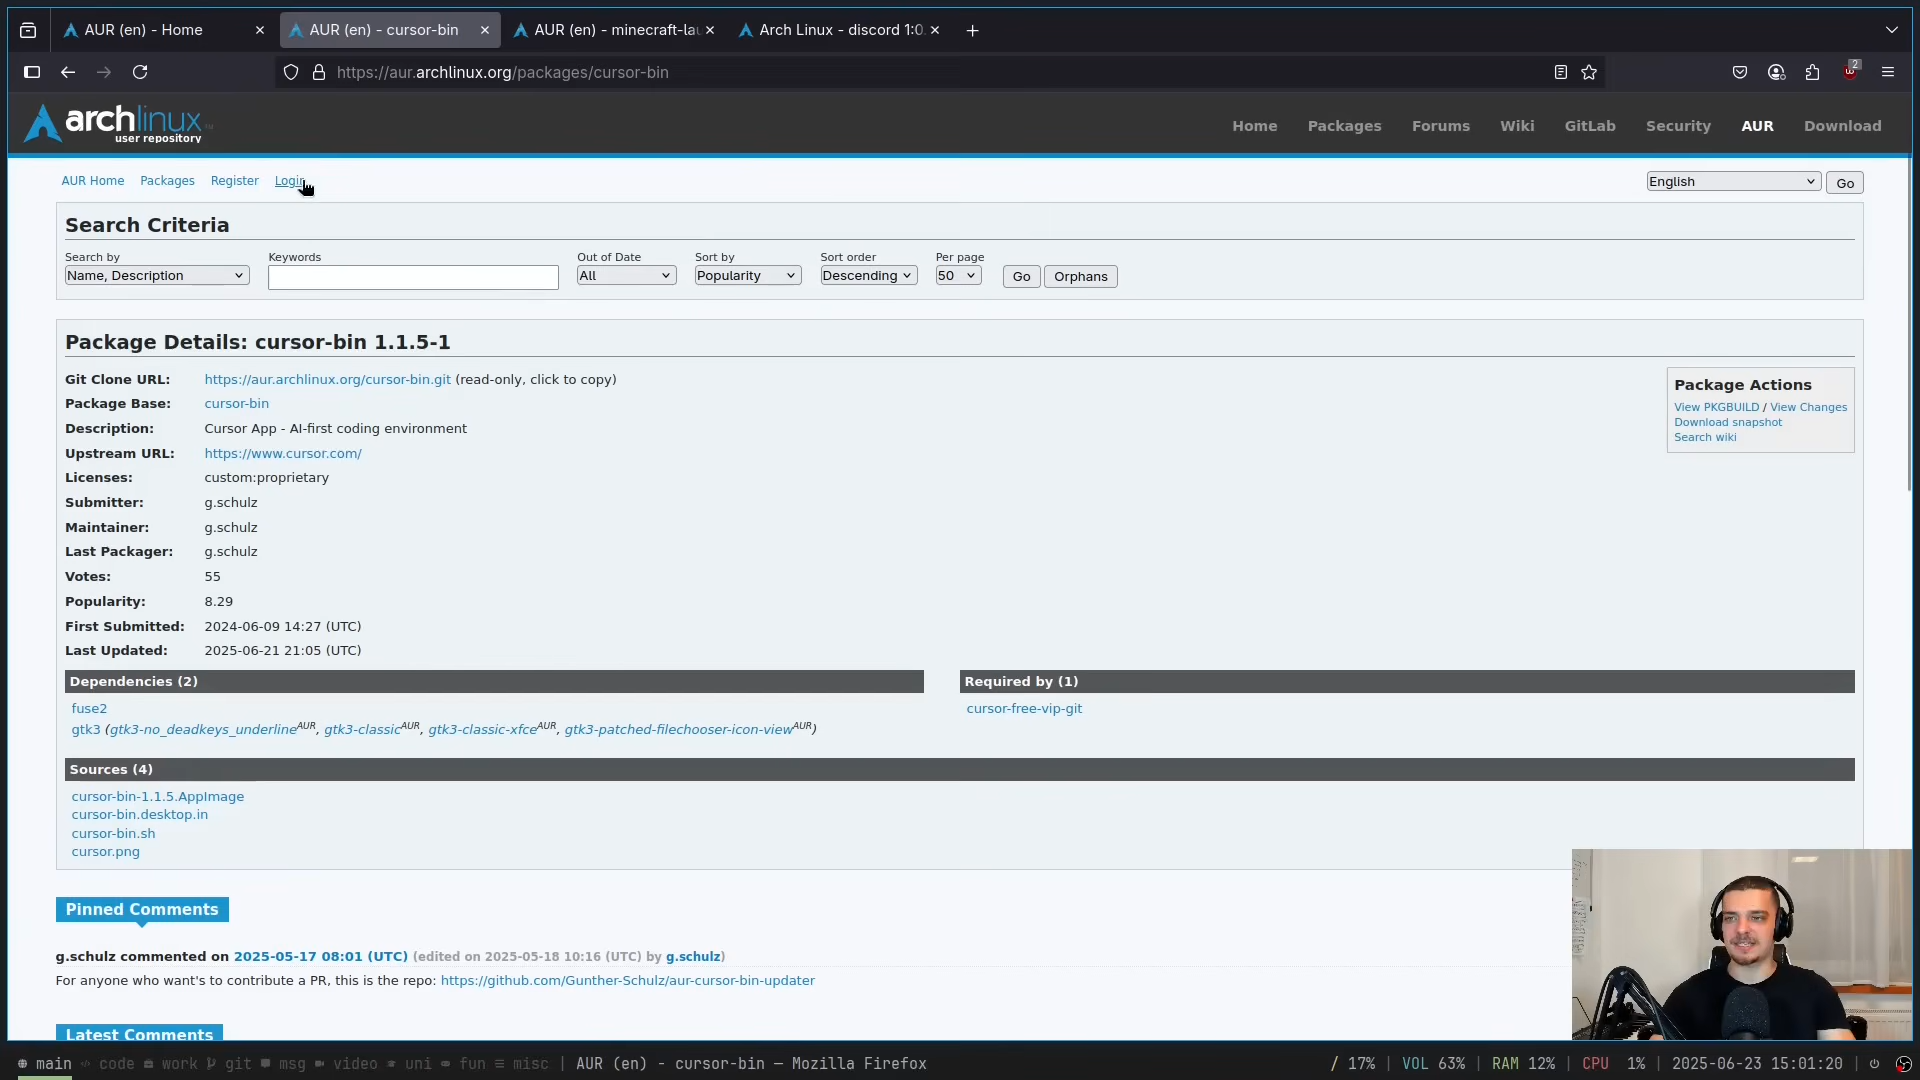 AUR (en) - Home
AUR (en) - cursor-bin
AUR (en) - minecraft-lau
Arch Linux - discord 1:0.
https://aur.archlinux.org/packages/cursor-bin
2
archlinux
user repository
Home Packages Forums Wiki GitLab Security AUR Download
AUR Home Packages Register Login
English Go
Search Criteria
Search by Keywords Out of Date Sort by Sort order Per page
Name, Description All Popularity Descending 50 Go Orphans
Package Details: cursor-bin 1.1.5-1
Git Clone URL: https://aur.archlinux.org/cursor-bin.git (read-only, click to copy)
Package Base: cursor-bin
Description: Cursor App - AI-first coding environment
Upstream URL: https://www.cursor.com/
Licenses: custom:proprietary
Submitter: g.schulz
Maintainer: g.schulz
Last Packager: g.schulz
Votes: 55
Popularity: 8.29
First Submitted: 2024-06-09 14:27 (UTC)
Last Updated: 2025-06-21 21:05 (UTC)
Package Actions
View PKGBUILD / View Changes
Download snapshot
Search wiki
Dependencies (2)
fuse2
gtk3 (gtk3-no_deadkeys_underlineAUR, gtk3-classicAUR, gtk3-classic-xfceAUR, gtk3-patched-filechooser-icon-viewAUR)
Required by (1)
cursor-free-vip-git
Sources (4)
cursor-bin-1.1.5.AppImage
cursor-bin.desktop.in
cursor-bin.sh
cursor.png
Pinned Comments
g.schulz commented on 2025-05-17 08:01 (UTC) (edited on 2025-05-18 10:16 (UTC) by g.schulz)
For anyone who want's to contribute a PR, this is the repo: https://github.com/Gunther-Schulz/aur-cursor-bin-updater
Latest Comments
main code work git msg video uni fun misc | AUR (en) - cursor-bin — Mozilla Firefox
/ 17% | VOL 63% | RAM 12% | CPU 1% | 2025-06-23 15:01:20 |